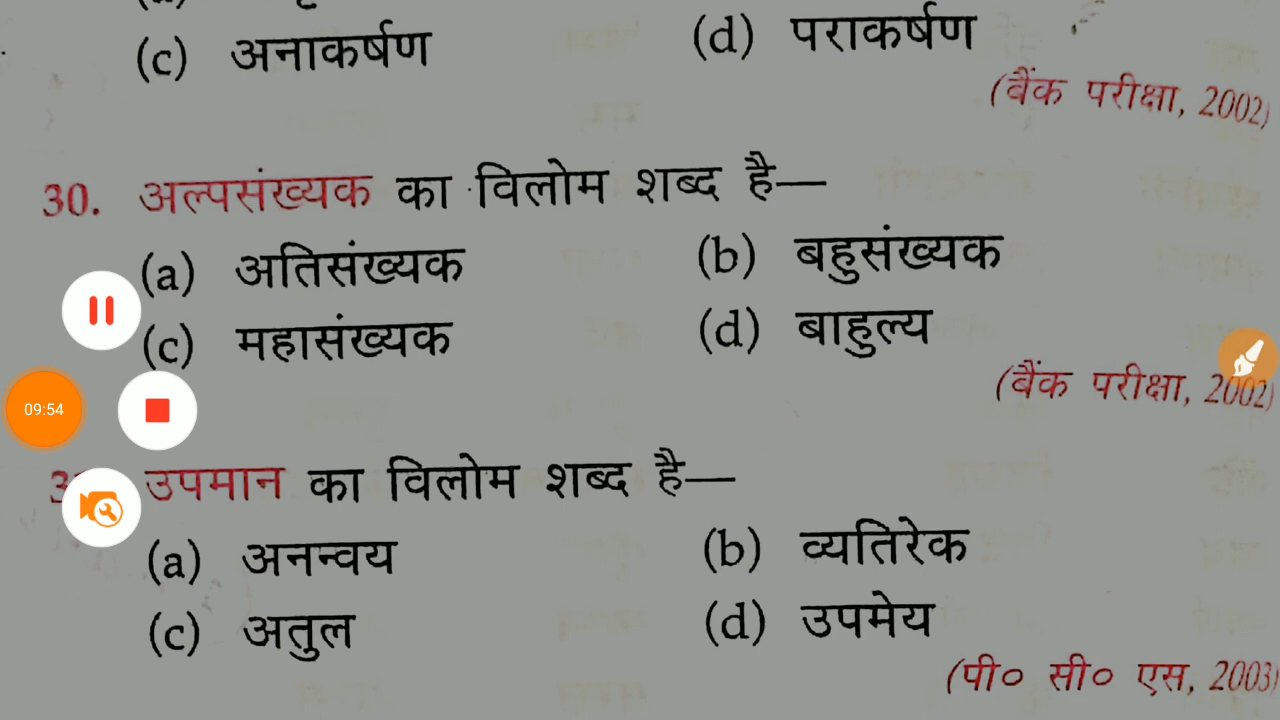 (c) अनाकर्षण (d) पराकर्षण
(बैंक परीक्षा, 2002)
30. अल्पसंख्यक का विलोम शब्द है—
(a) अतिसंख्यक (b) बहुसंख्यक
(c) महासंख्यक (d) बाहुल्य
(बैंक परीक्षा, 2002)
09:54
उपमान का विलोम शब्द है—
(a) अनन्वय (b) व्यतिरेक
(c) अतुल (d) उपमेय
(पी० सी० एस, 2003)